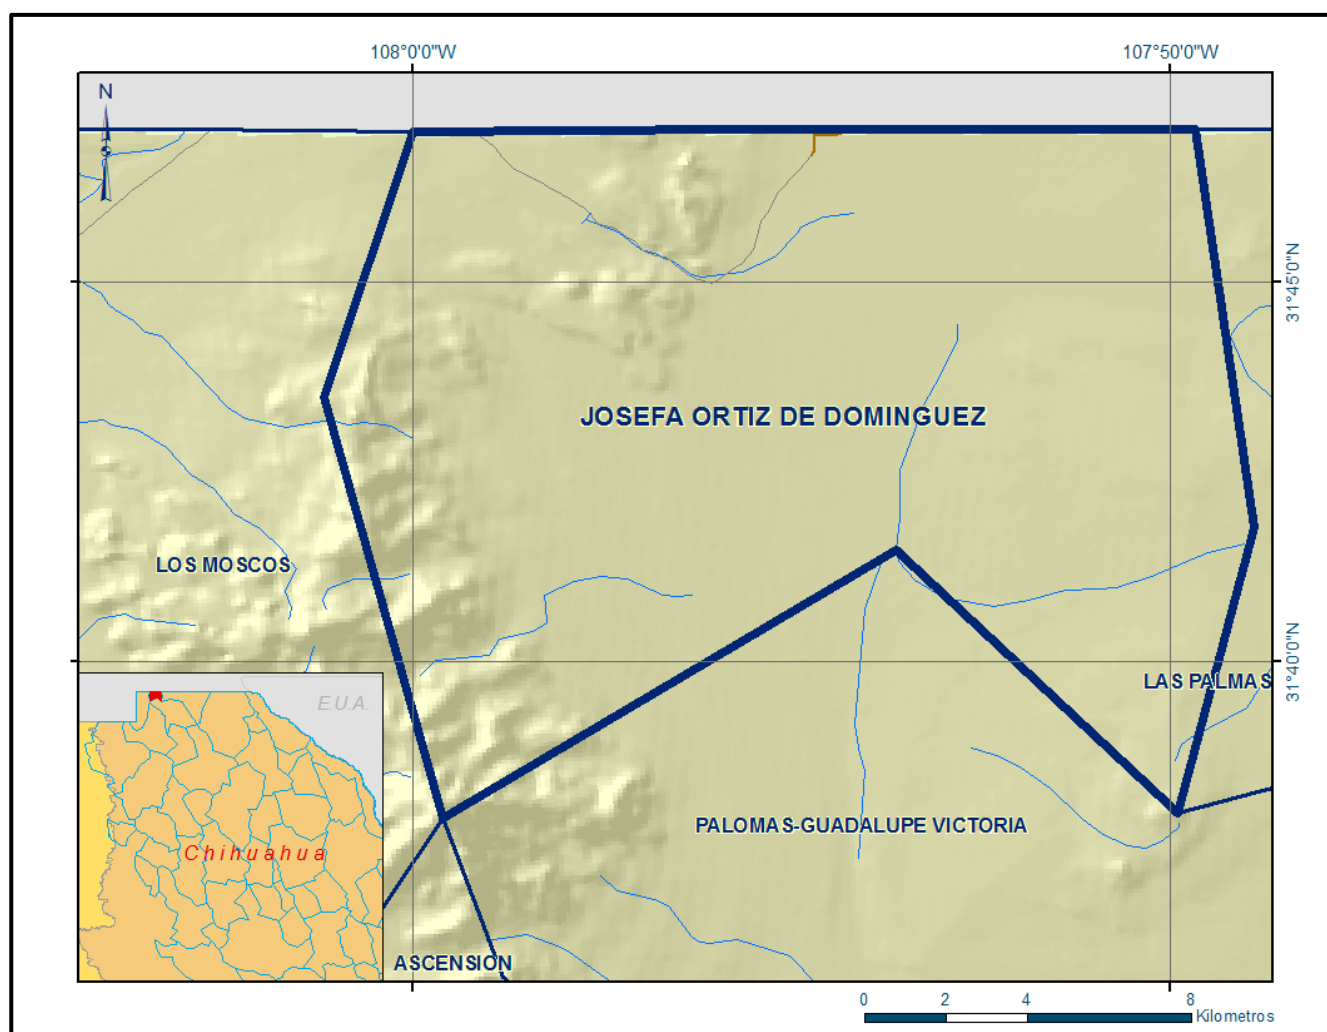 108°0'0"W
107°50'0"W
N
31°45'0"N
JOSEFA ORTIZ DE DOMINGUEZ
LOS MOSCOS
31°40'0"N
LAS PALMAS
E.U.A.
PALOMAS-GUADALUPE VICTORIA
Chihuahua
ASCENSION
0 2 4 8
Kilometros